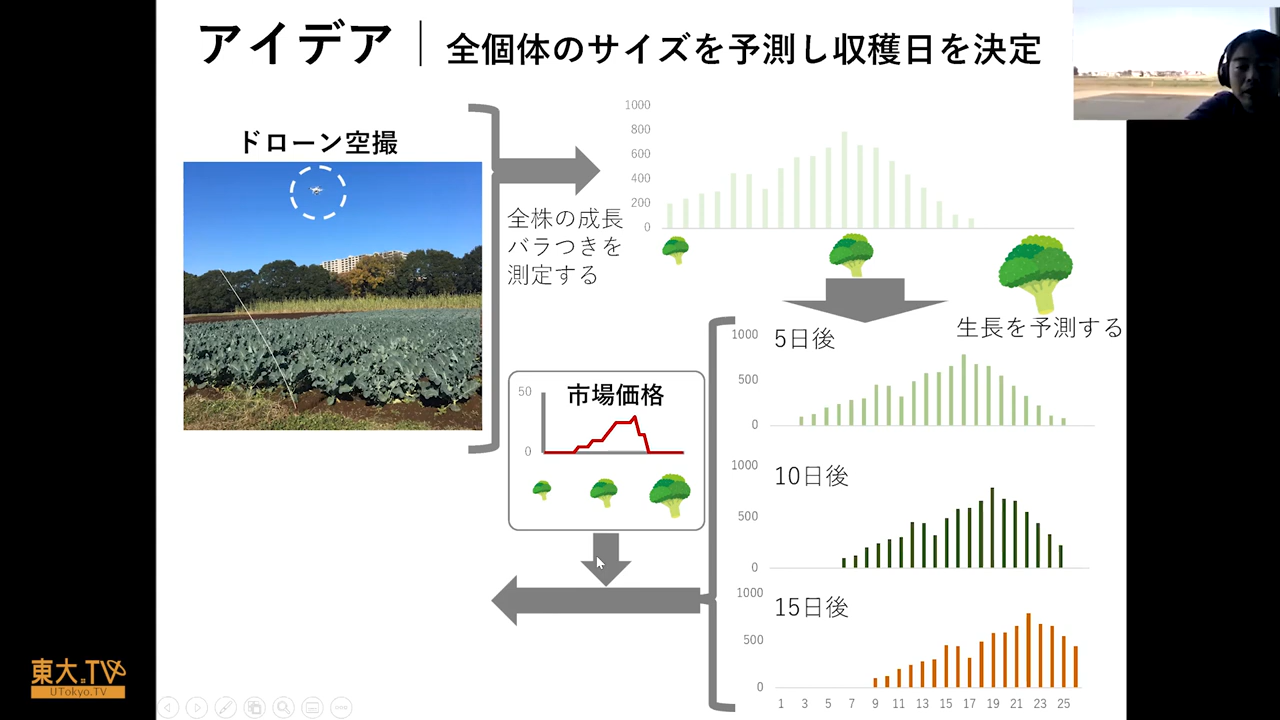 アイデア｜全個体のサイズを予測し収穫日を決定
ドローン空撮
全株の成長
バラつきを
測定する
1000
800
600
400
200
0
生長を予測する
市場価格
50
0
5日後
1000
500
0
10日後
1000
500
0
15日後
1000
500
0
1 3 5 7 9 11 13 15 17 19 21 23 25
東大.TV
UTokyo.TV